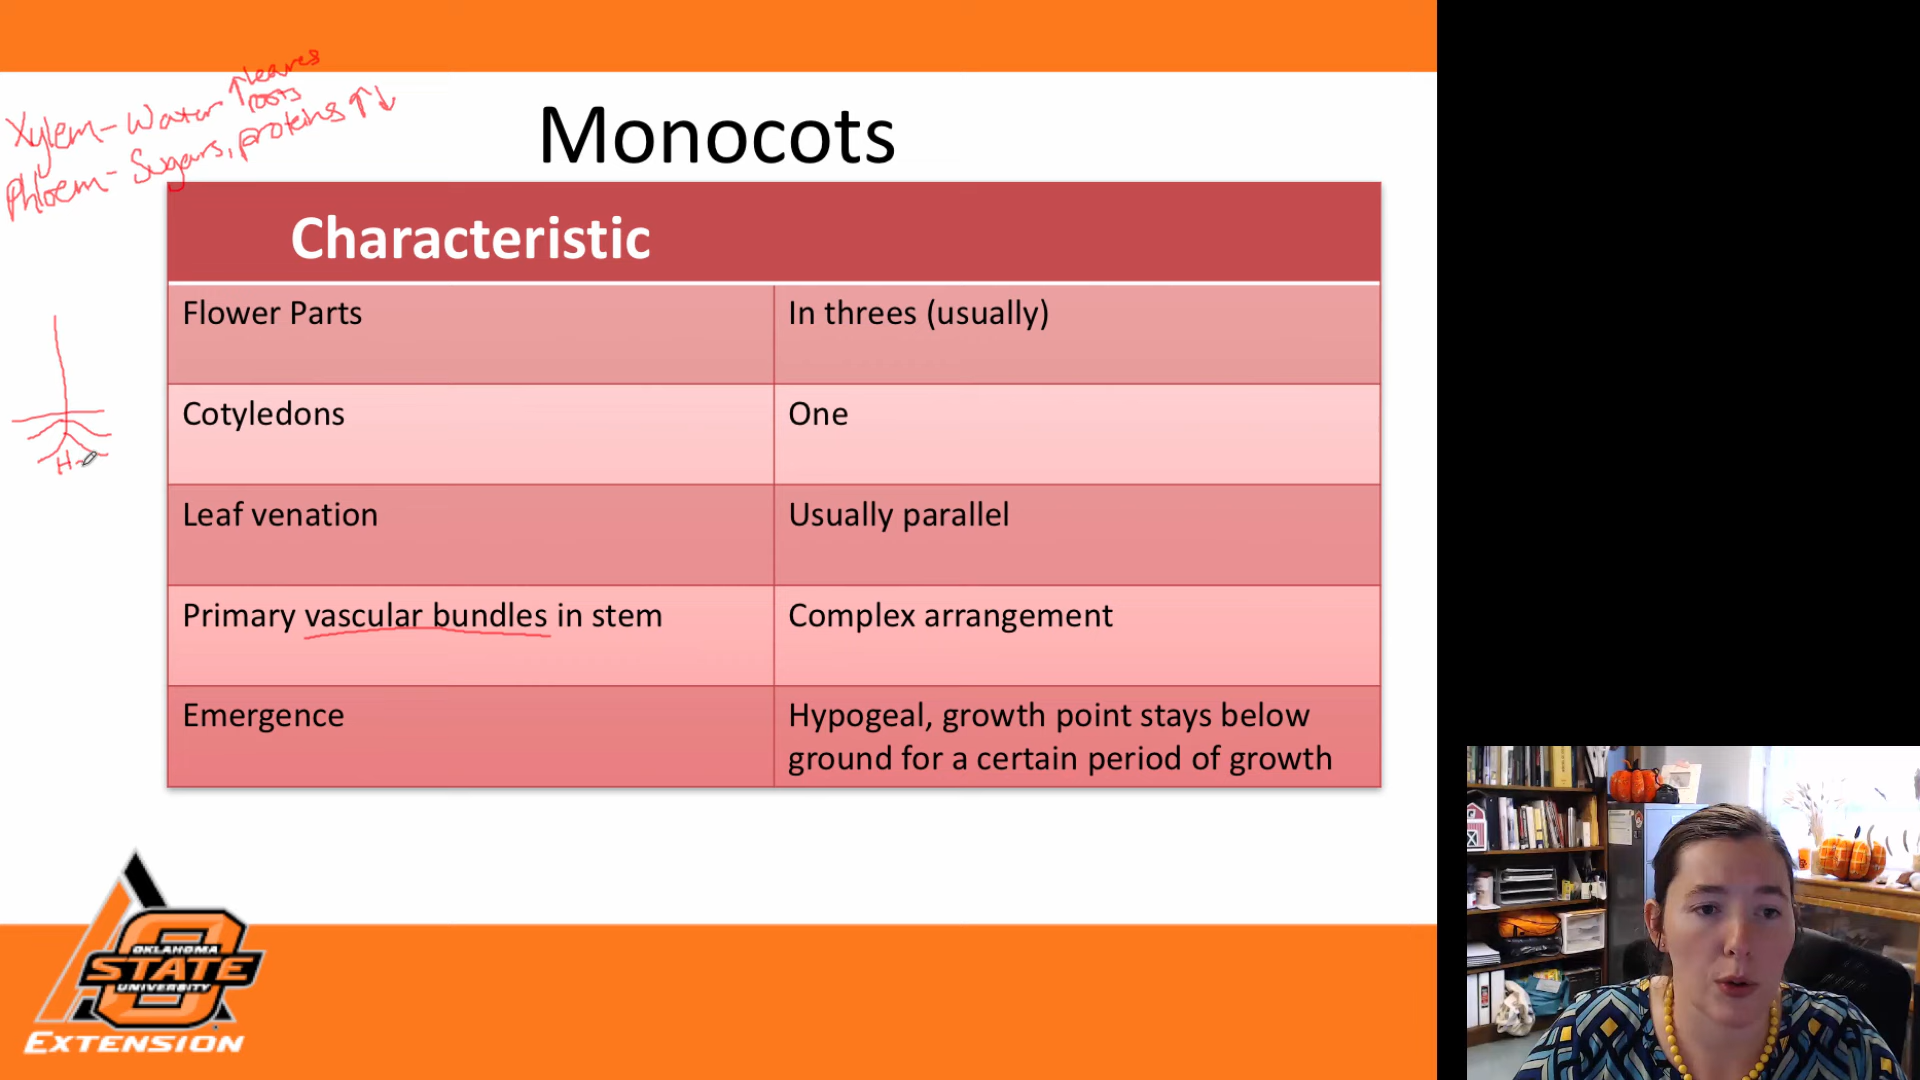 Xylem - Water ↑ leaves
roots
Phloem - Sugars, proteins ↑↓
Monocots
Characteristic
Flower Parts
In threes (usually)
Cotyledons
One
H
Leaf venation
Usually parallel
Primary vascular bundles in stem
Complex arrangement
Emergence
Hypogeal, growth point stays below
ground for a certain period of growth
OKLAHOMA
STATE
UNIVERSITY
EXTENSION